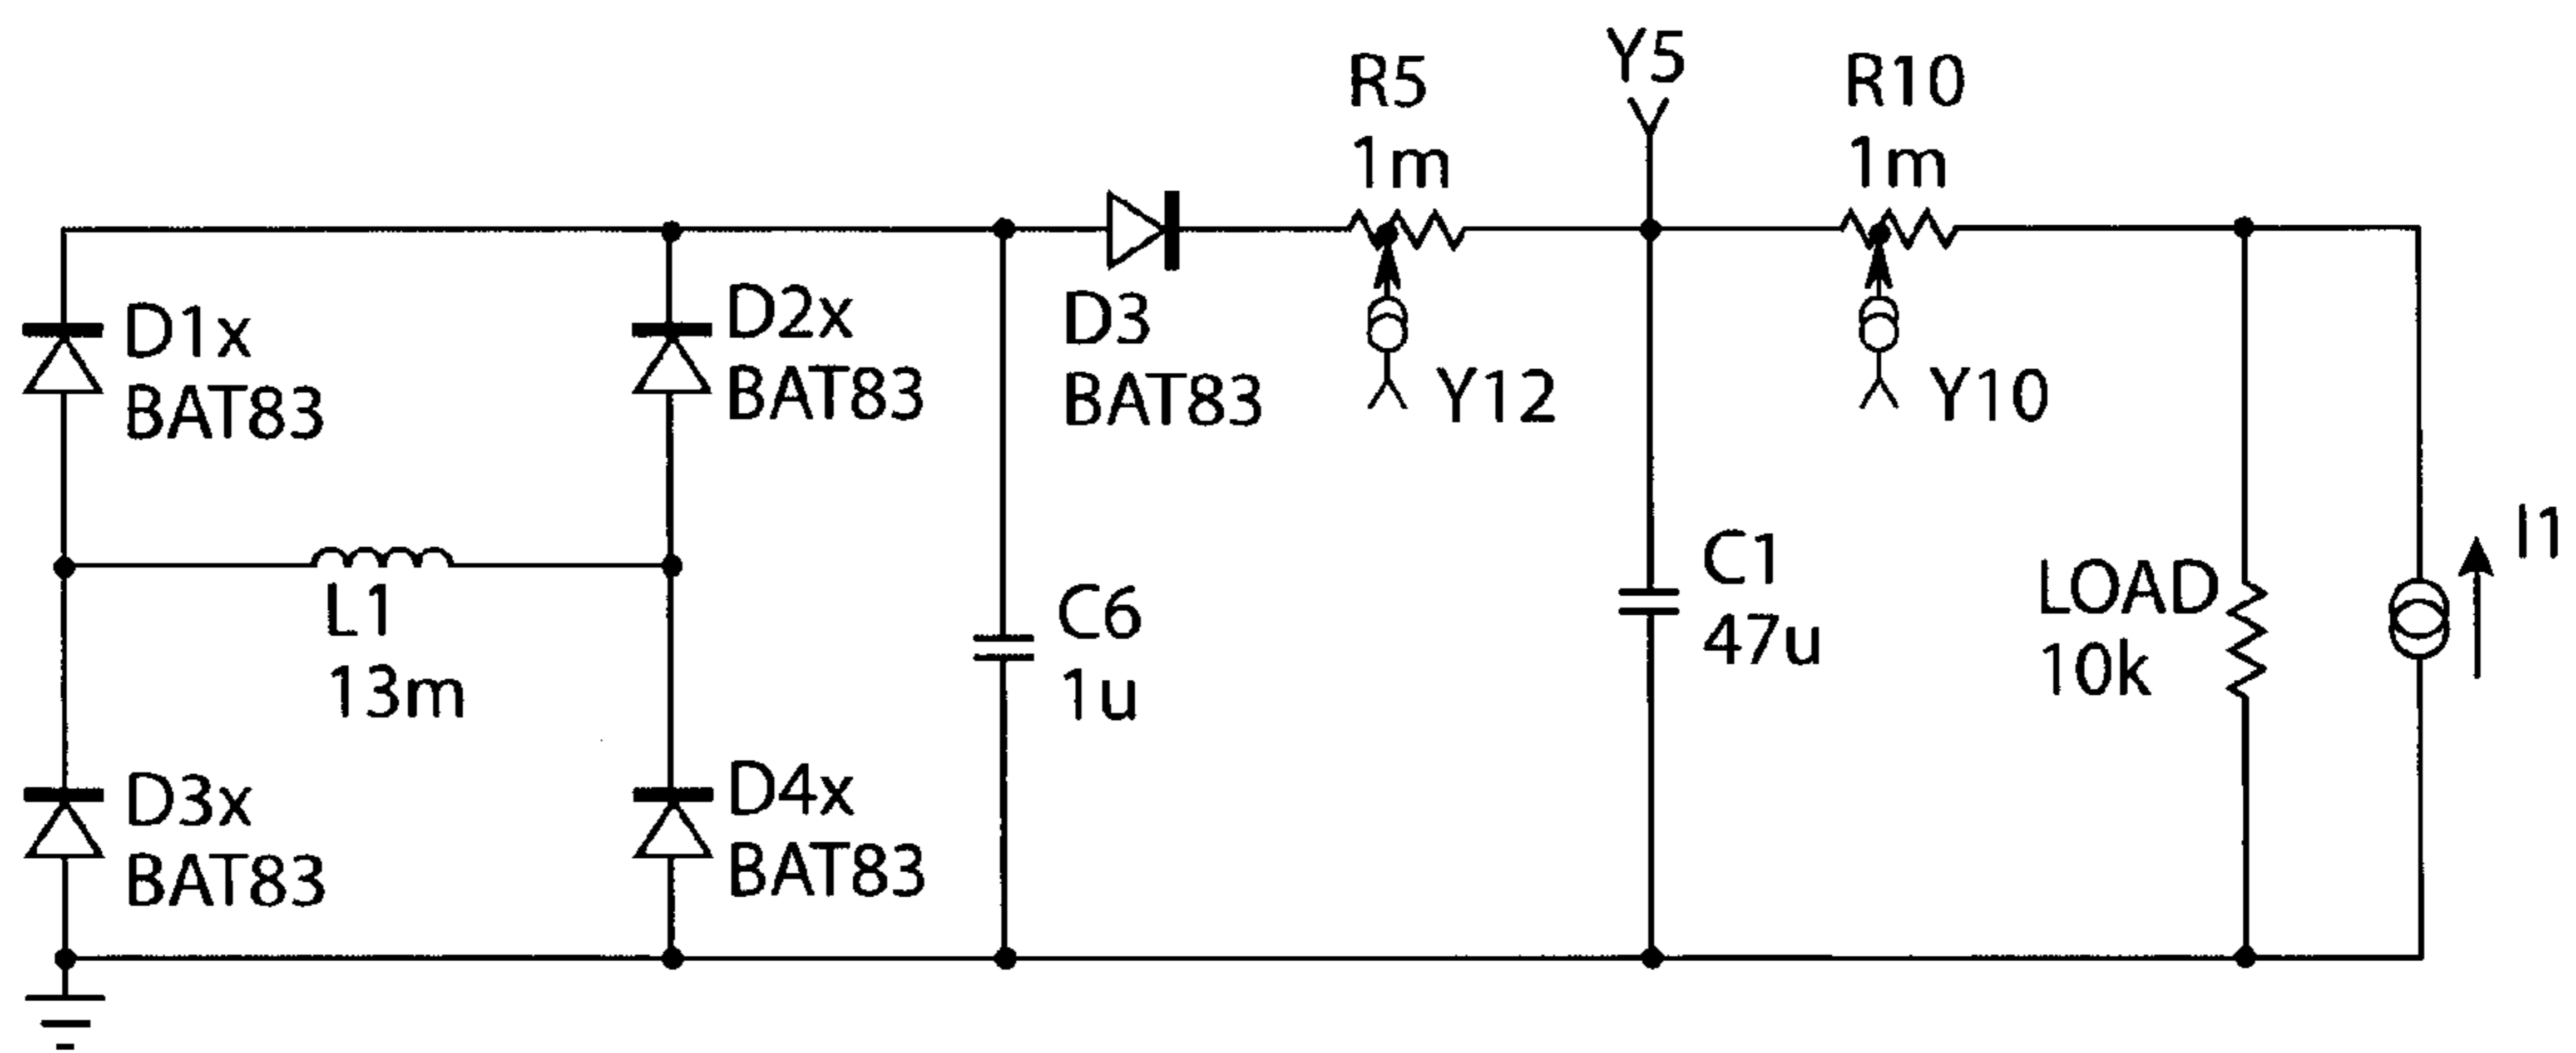 Y5
R5
1m
R10
1m
D1x
BAT83
D2x
BAT83
D3
BAT83
Y12
Y10
L1
13m
C6
1u
C1
47u
LOAD
10k
I1
D3x
BAT83
D4x
BAT83